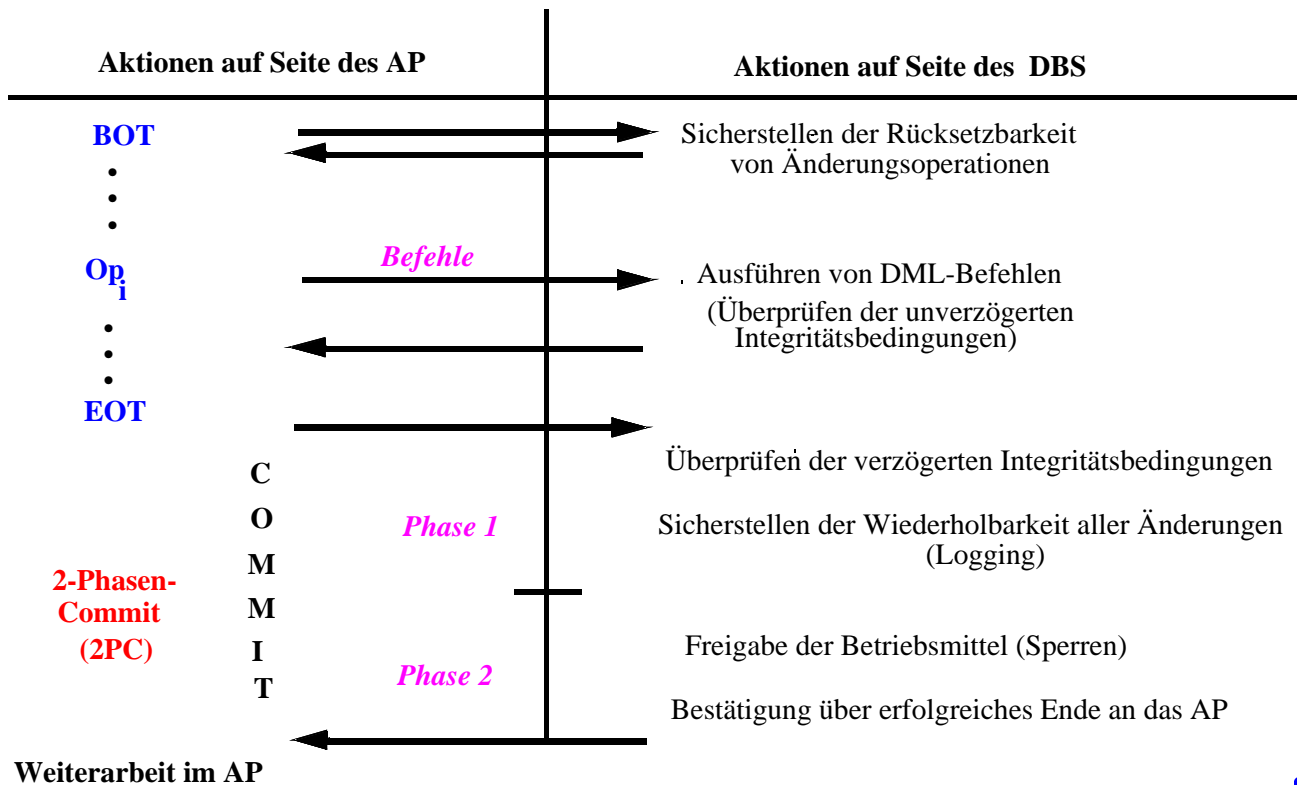 Aktionen auf Seite des AP
Aktionen auf Seite des DBS
BOT
Sicherstellen der Rücksetzbarkeit
von Änderungsoperationen
Befehle
Op i
Ausführen von DML-Befehlen
(Überprüfen der unverzögerten
Integritätsbedingungen)
EOT
Überprüfen der verzögerten Integritätsbedingungen
C
O
M
M
I
T
Phase 1
Sicherstellen der Wiederholbarkeit aller Änderungen
(Logging)
2-Phasen-
Commit
(2PC)
Freigabe der Betriebsmittel (Sperren)
Phase 2
Bestätigung über erfolgreiches Ende an das AP
Weiterarbeit im AP